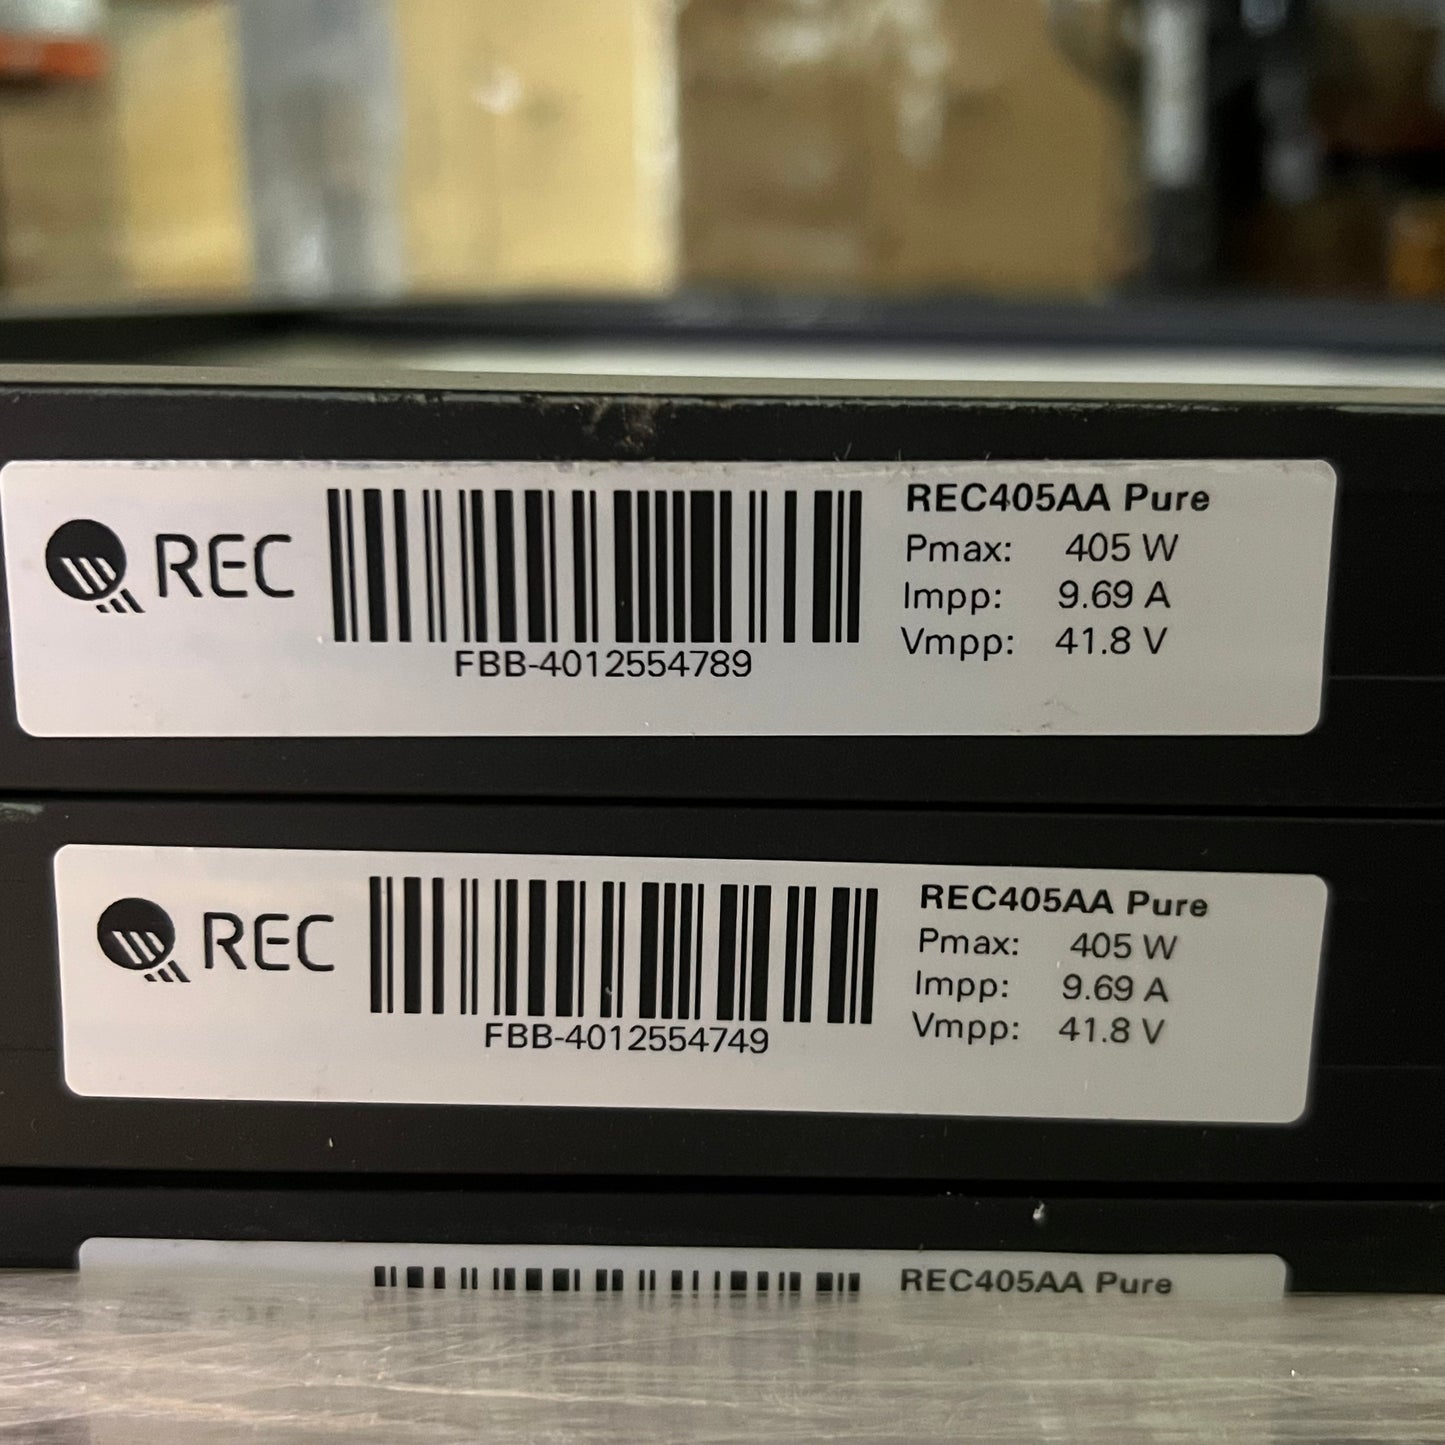 REC
FBB-4012554789
REC405AA Pure
Pmax: 405 W
Impp: 9.69 A
Vmpp: 41.8 V
REC
FBB-4012554749
REC405AA Pure
Pmax: 405 W
Impp: 9.69 A
Vmpp: 41.8 V
REC405AA Pure